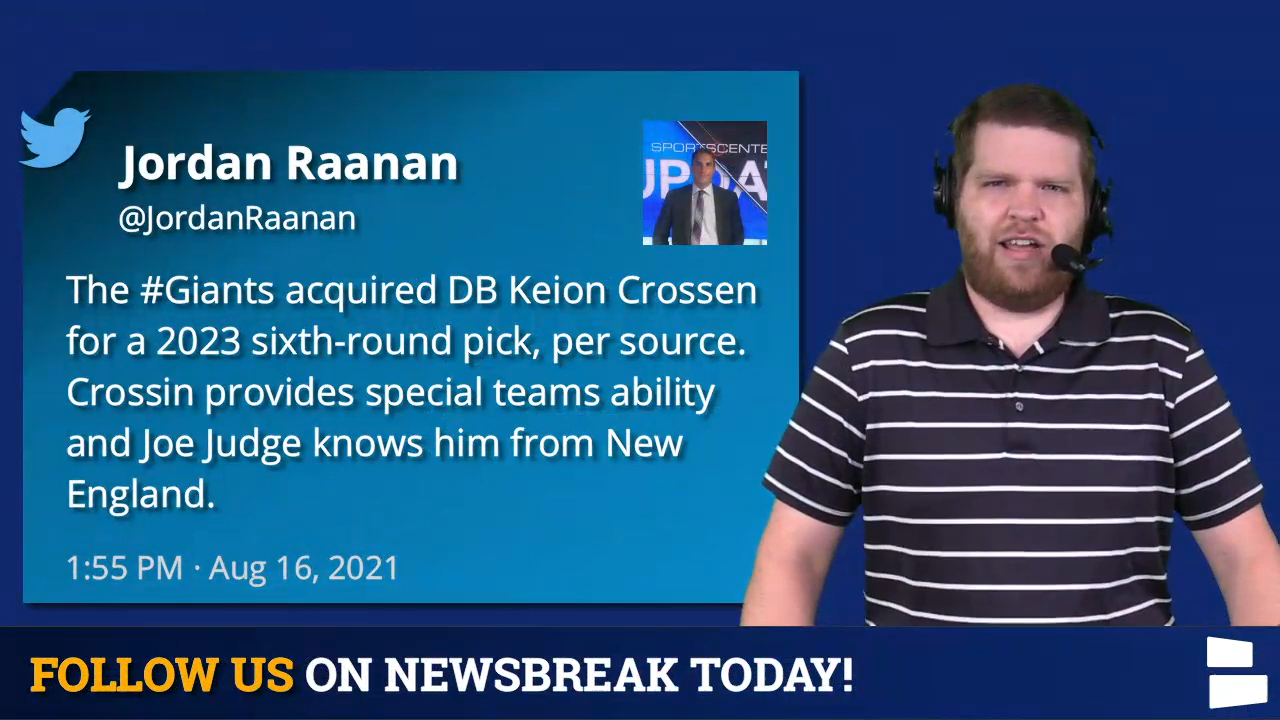 Jordan Raanan
@JordanRaanan
SPORTSCENTE
UPDA
The #Giants acquired DB Keion Crossen
for a 2023 sixth-round pick, per source.
Crossin provides special teams ability
and Joe Judge knows him from New
England.
1:55 PM · Aug 16, 2021
FOLLOW US ON NEWSBREAK TODAY!